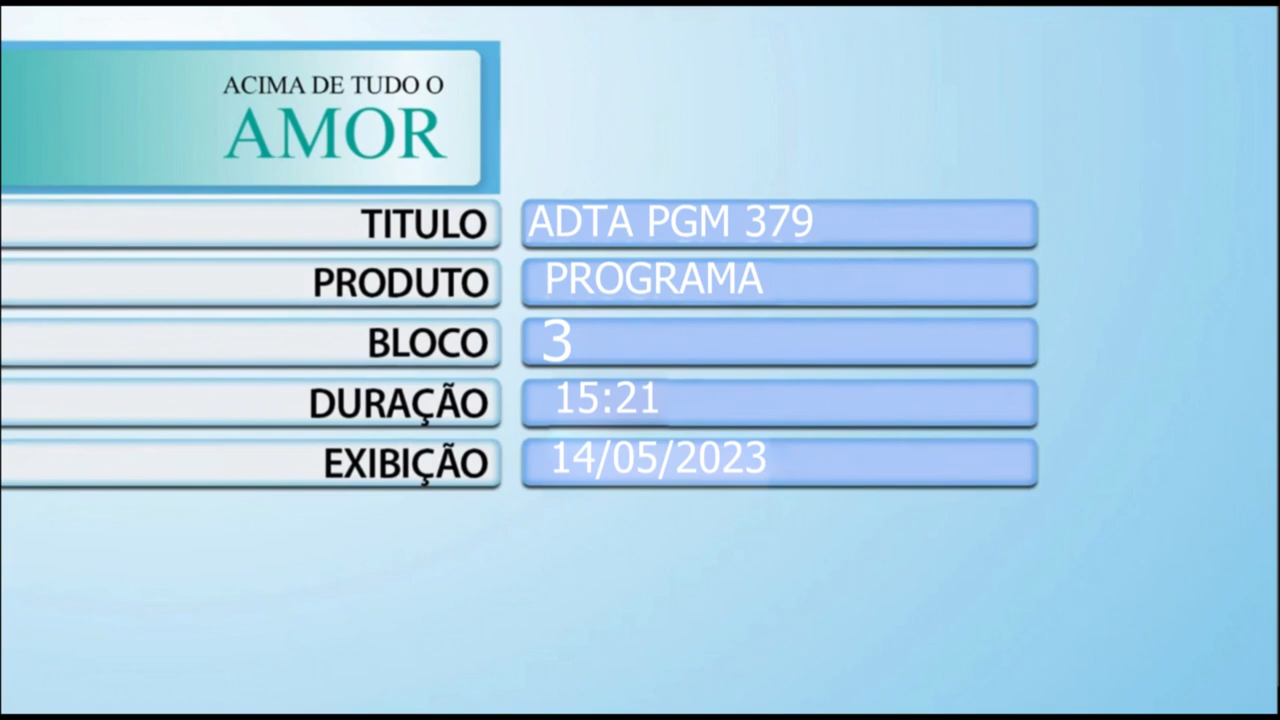 ACIMA DE TUDO O
AMOR
TITULO ADTA PGM 379
PRODUTO PROGRAMA
BLOCO 3
DURAÇÃO 15:21
EXIBIÇÃO 14/05/2023